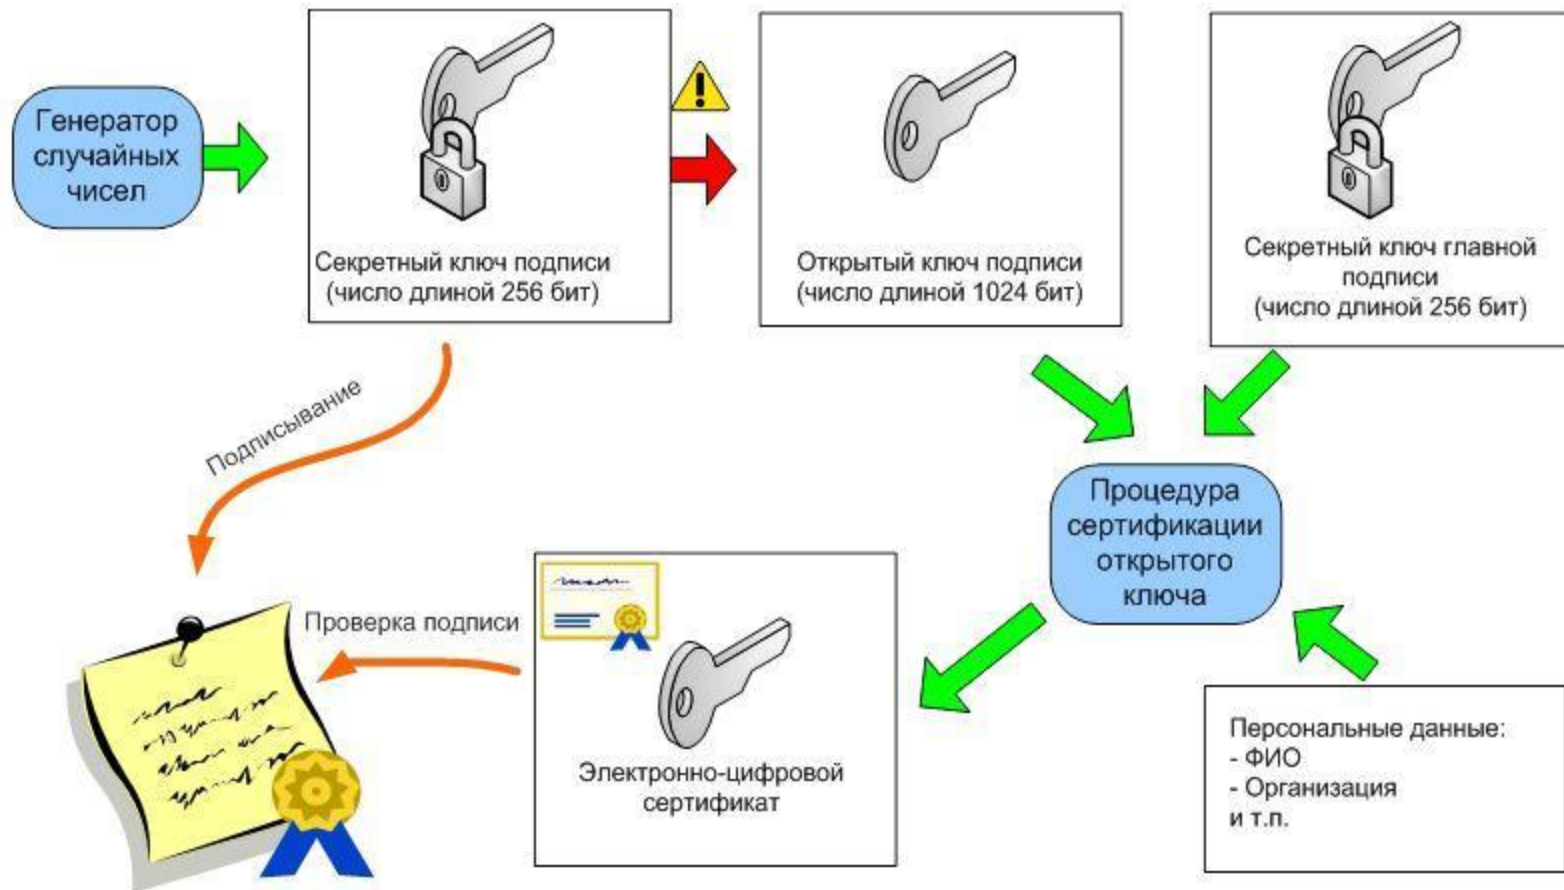 Генератор
случайных
чисел
Секретный ключ подписи
(число длиной 256 бит)
Открытый ключ подписи
(число длиной 1024 бит)
Секретный ключ главной
подписи
(число длиной 256 бит)
Подписывание
Процедура
сертификации
открытого
ключа
Проверка подписи
Электронно-цифровой
сертификат
Персональные данные:
- ФИО
- Организация
и т.п.